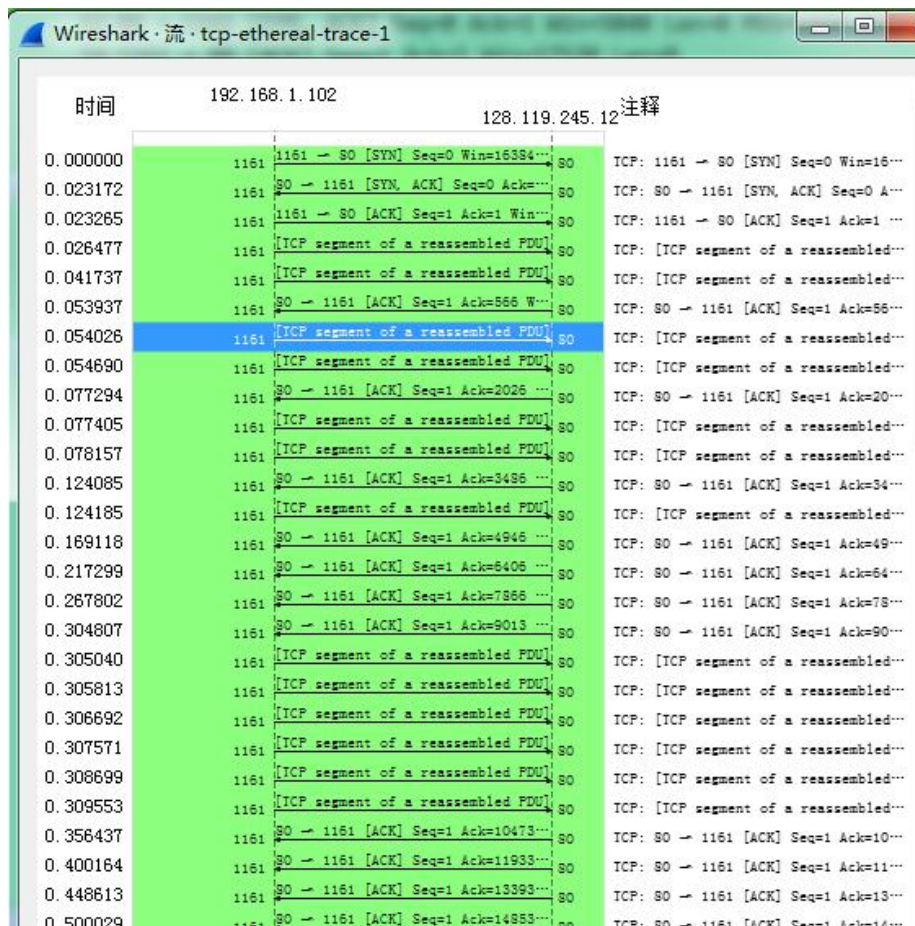 Wireshark · 流 · tcp-ethereal-trace-1
时间 192.168.1.102 128.119.245.12 注释
0.000000 1161 1161 → 80 [SYN] Seq=0 Win=16384… 80 TCP: 1161 → 80 [SYN] Seq=0 Win=16…
0.023172 1161 80 → 1161 [SYN, ACK] Seq=0 Ack=… 80 TCP: 80 → 1161 [SYN, ACK] Seq=0 A…
0.023265 1161 1161 → 80 [ACK] Seq=1 Ack=1 Win… 80 TCP: 1161 → 80 [ACK] Seq=1 Ack=1 …
0.026477 1161 [TCP segment of a reassembled PDU] 80 TCP: [TCP segment of a reassembled…
0.041737 1161 [TCP segment of a reassembled PDU] 80 TCP: [TCP segment of a reassembled…
0.053937 1161 80 → 1161 [ACK] Seq=1 Ack=566 W… 80 TCP: 80 → 1161 [ACK] Seq=1 Ack=56…
0.054026 1161 [TCP segment of a reassembled PDU] 80 TCP: [TCP segment of a reassembled…
0.054690 1161 [TCP segment of a reassembled PDU] 80 TCP: [TCP segment of a reassembled…
0.077294 1161 80 → 1161 [ACK] Seq=1 Ack=2026 … 80 TCP: 80 → 1161 [ACK] Seq=1 Ack=20…
0.077405 1161 [TCP segment of a reassembled PDU] 80 TCP: [TCP segment of a reassembled…
0.078157 1161 [TCP segment of a reassembled PDU] 80 TCP: [TCP segment of a reassembled…
0.124085 1161 80 → 1161 [ACK] Seq=1 Ack=3486 … 80 TCP: 80 → 1161 [ACK] Seq=1 Ack=34…
0.124185 1161 [TCP segment of a reassembled PDU] 80 TCP: [TCP segment of a reassembled…
0.169118 1161 80 → 1161 [ACK] Seq=1 Ack=4946 … 80 TCP: 80 → 1161 [ACK] Seq=1 Ack=49…
0.217299 1161 80 → 1161 [ACK] Seq=1 Ack=6406 … 80 TCP: 80 → 1161 [ACK] Seq=1 Ack=64…
0.267802 1161 80 → 1161 [ACK] Seq=1 Ack=7866 … 80 TCP: 80 → 1161 [ACK] Seq=1 Ack=78…
0.304807 1161 80 → 1161 [ACK] Seq=1 Ack=9013 … 80 TCP: 80 → 1161 [ACK] Seq=1 Ack=90…
0.305040 1161 [TCP segment of a reassembled PDU] 80 TCP: [TCP segment of a reassembled…
0.305813 1161 [TCP segment of a reassembled PDU] 80 TCP: [TCP segment of a reassembled…
0.306692 1161 [TCP segment of a reassembled PDU] 80 TCP: [TCP segment of a reassembled…
0.307571 1161 [TCP segment of a reassembled PDU] 80 TCP: [TCP segment of a reassembled…
0.308699 1161 [TCP segment of a reassembled PDU] 80 TCP: [TCP segment of a reassembled…
0.309553 1161 [TCP segment of a reassembled PDU] 80 TCP: [TCP segment of a reassembled…
0.356437 1161 80 → 1161 [ACK] Seq=1 Ack=10473… 80 TCP: 80 → 1161 [ACK] Seq=1 Ack=10…
0.400164 1161 80 → 1161 [ACK] Seq=1 Ack=11933… 80 TCP: 80 → 1161 [ACK] Seq=1 Ack=11…
0.448613 1161 80 → 1161 [ACK] Seq=1 Ack=13393… 80 TCP: 80 → 1161 [ACK] Seq=1 Ack=13…
0.500029 1161 80 → 1161 [ACK] Seq=1 Ack=14853… 80 TCP: 80 → 1161 [ACK] Seq=1 Ack=14…